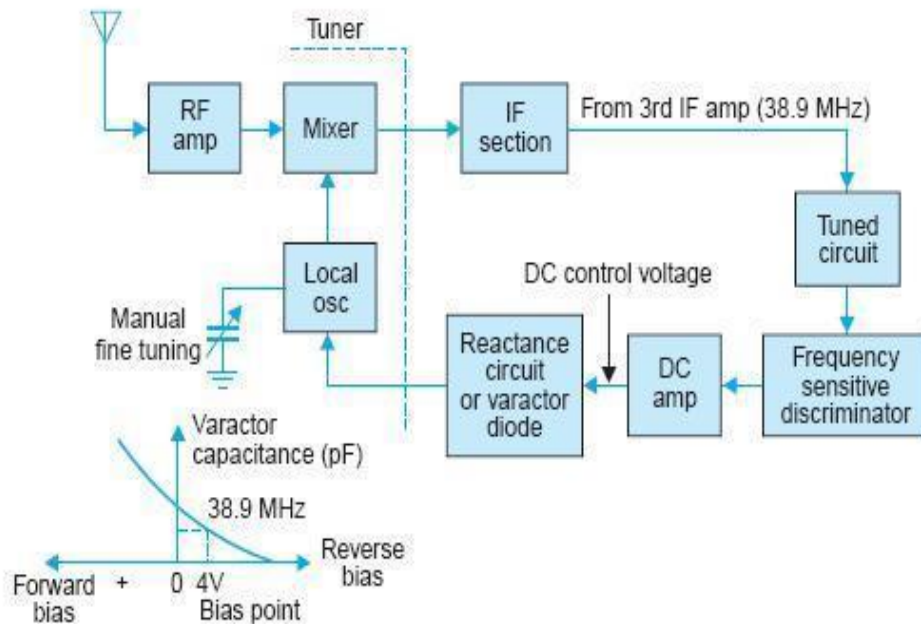 Tuner
RF
amp
Mixer
IF
section
From 3rd IF amp (38.9 MHz)
Tuned
circuit
Local
osc
Manual
fine tuning
DC control voltage
Reactance
circuit
or varactor
diode
DC
amp
Frequency
sensitive
discriminator
Varactor
capacitance (pF)
38.9 MHz
Reverse
bias
Forward
bias
+
0 4V
Bias point